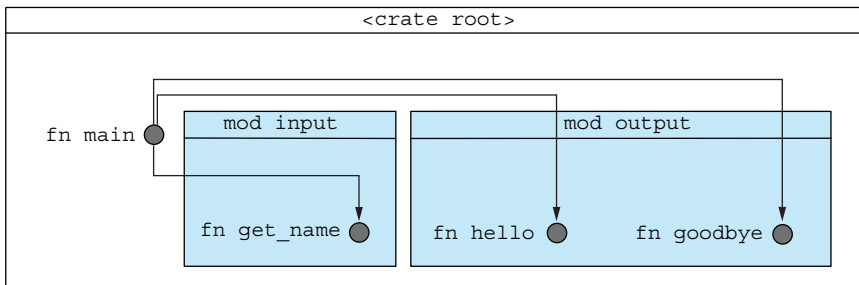 <crate root>
fn main
mod input
mod output
fn get_name
fn hello
fn goodbye